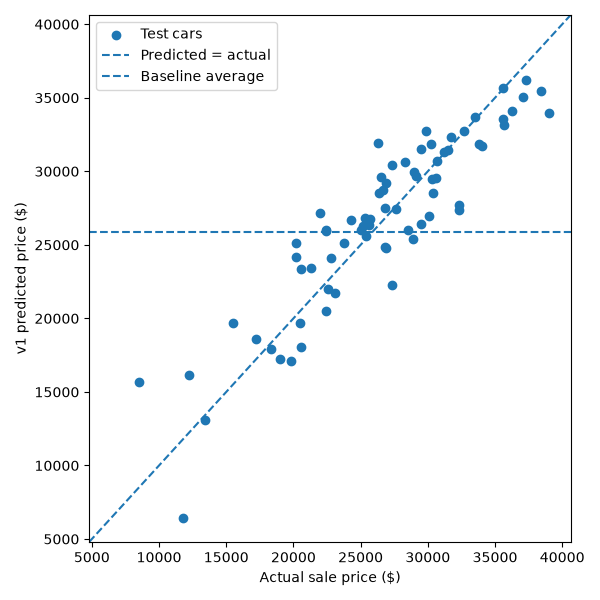 Test cars
Predicted = actual
Baseline average
40000
35000
30000
25000
20000
15000
10000
5000
v1 predicted price ($)
5000 10000 15000 20000 25000 30000 35000 40000
Actual sale price ($)